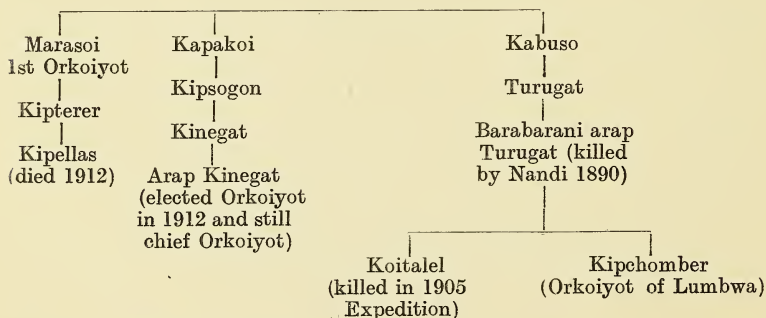 Marasoi
1st Orkoiyot
Kipterer
Kipellas
(died 1912)
Kapakoi
Kipsogon
Kinegat
Arap Kinegat
(elected Orkoiyot
in 1912 and still
chief Orkoiyot)
Kabuso
Turugat
Barabarani arap
Turugat (killed
by Nandi 1890)
Koitalel
(killed in 1905
Expedition)
Kipchomber
(Orkoiyot of Lumbwa)